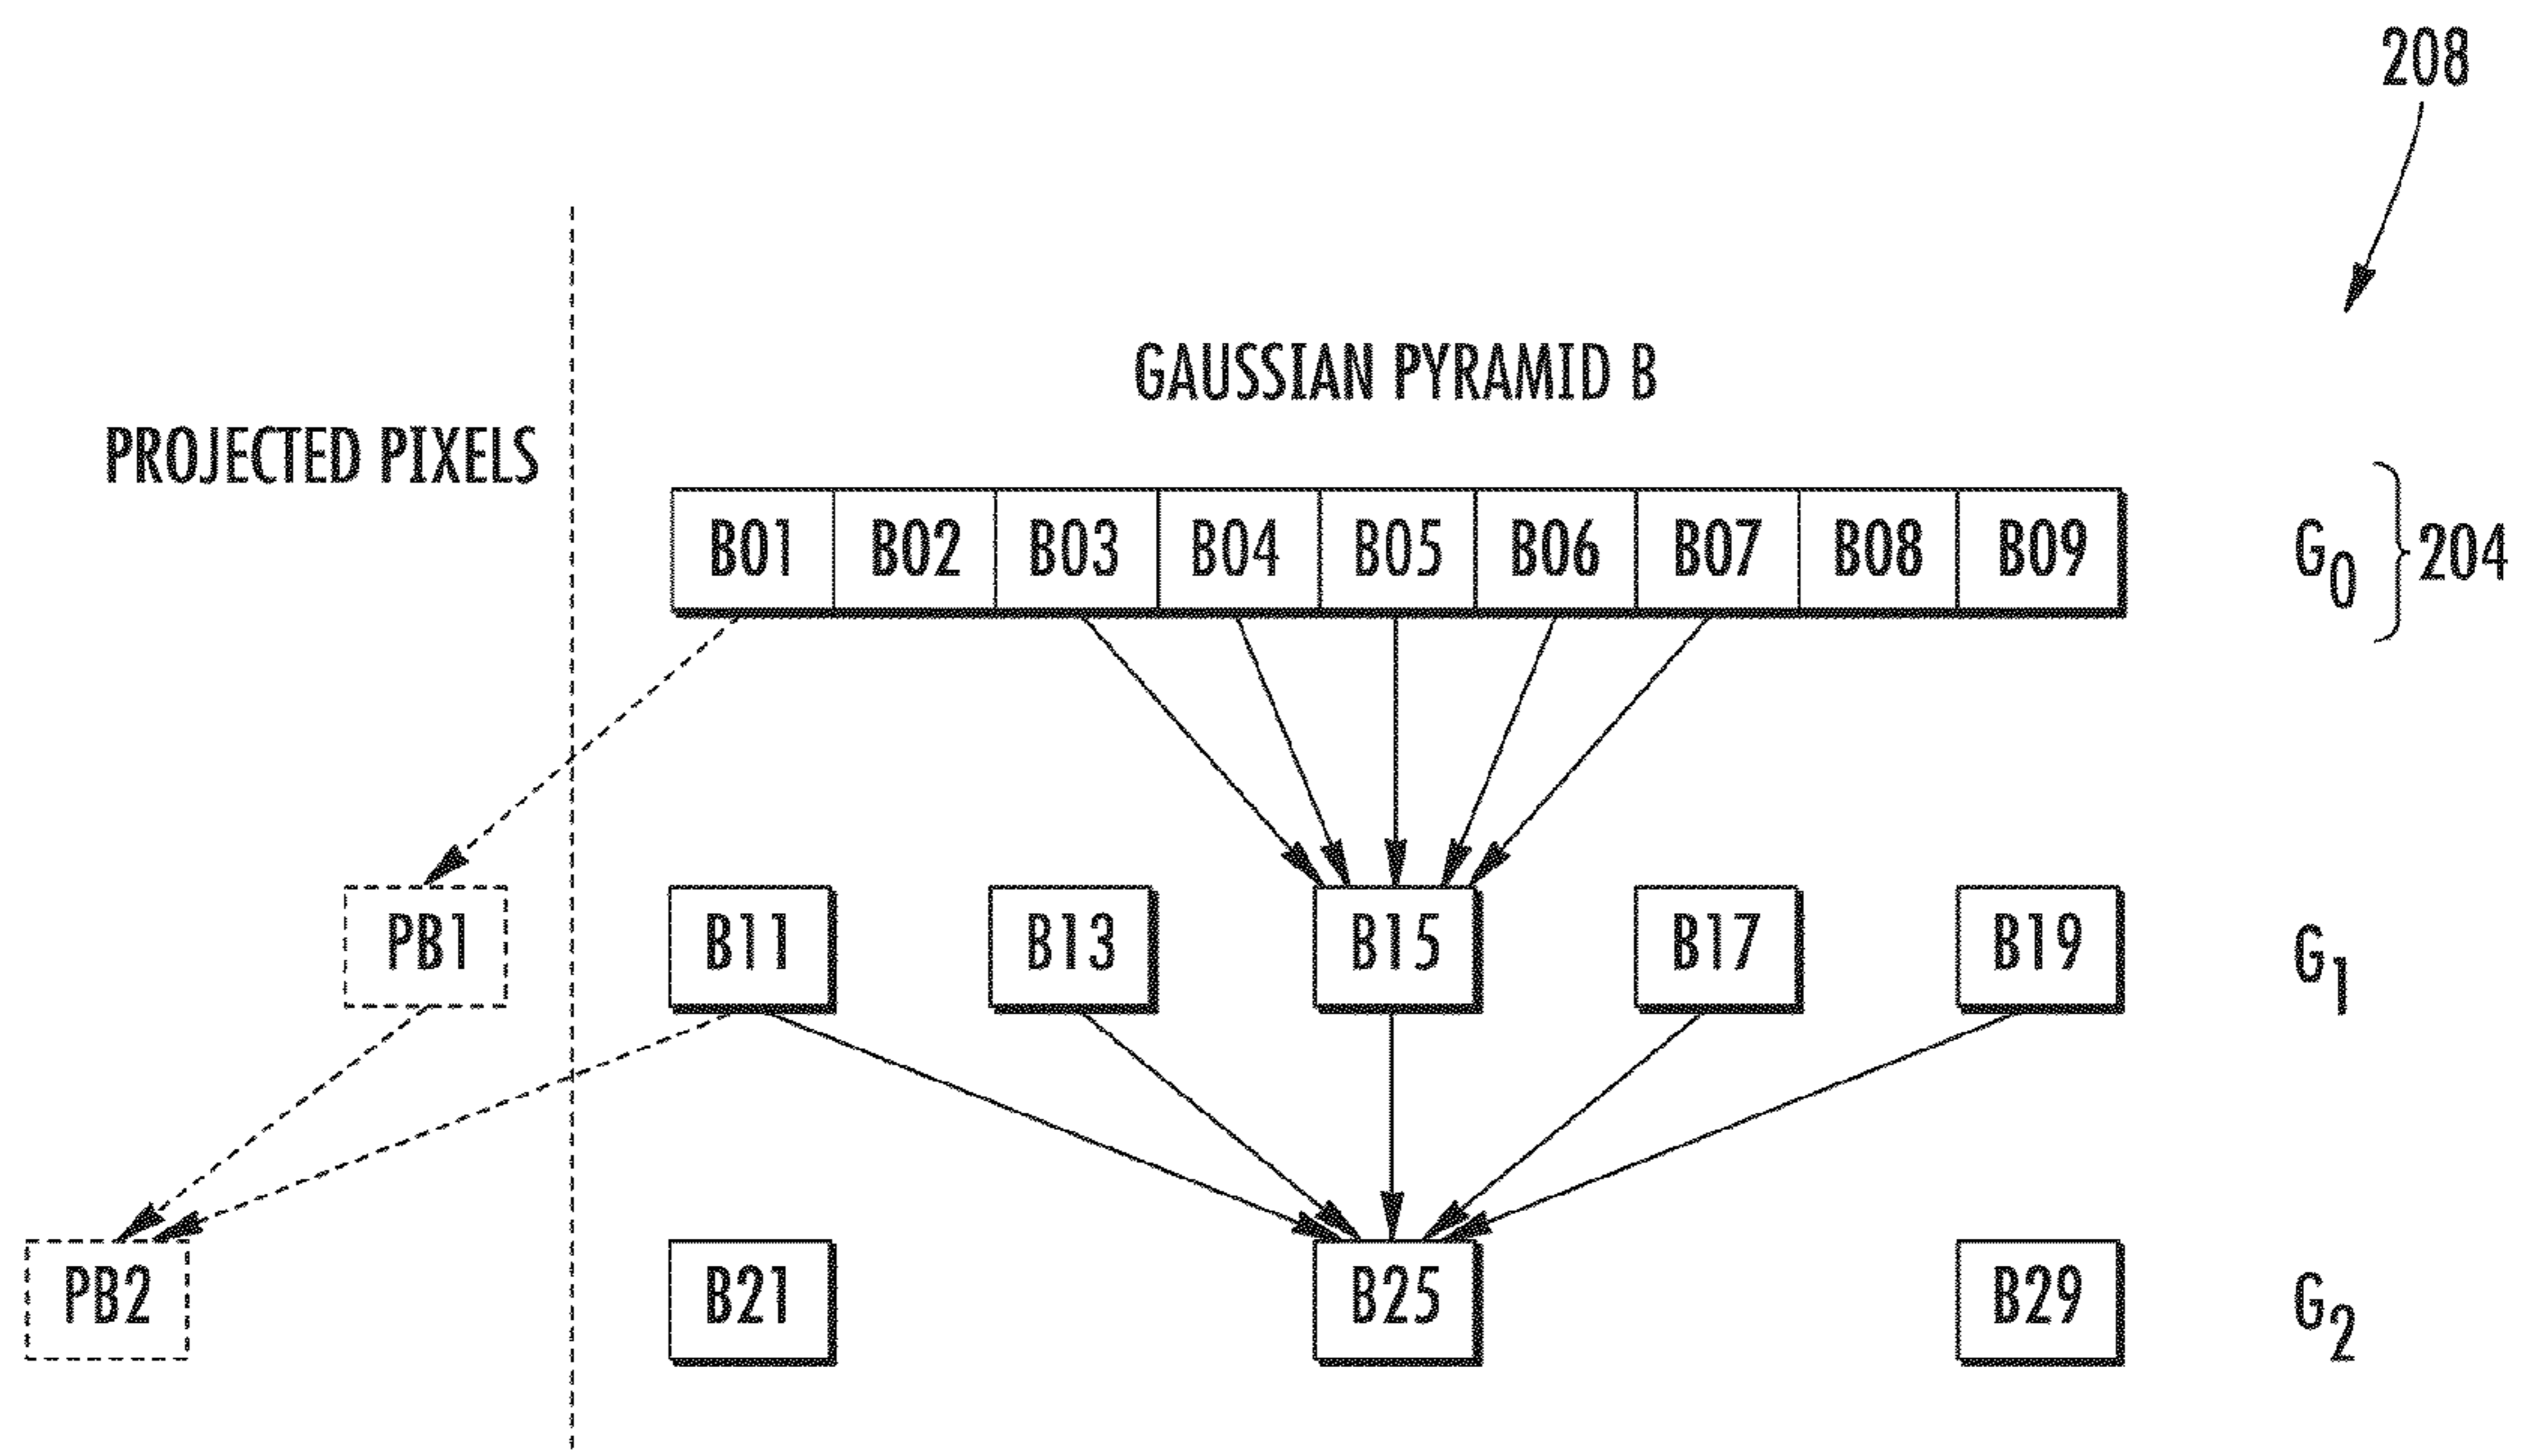 208
GAUSSIAN PYRAMID B
PROJECTED PIXELS
B01 B02 B03 B04 B05 B06 B07 B08 B09 G0 204
PB1 B11 B13 B15 B17 B19 G1
PB2 B21 B25 B29 G2